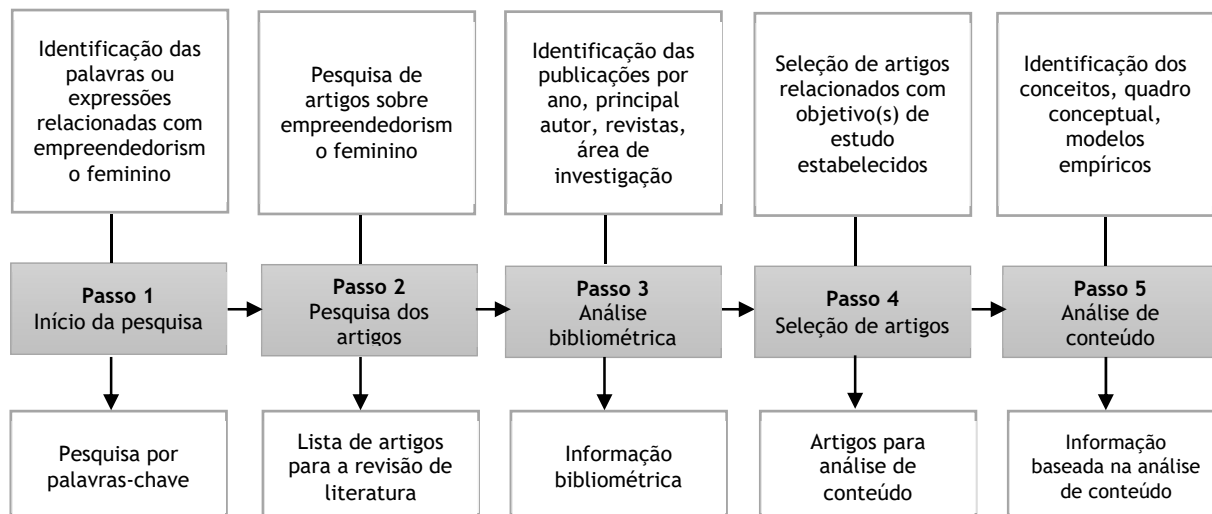 Identificação das
palavras ou
expressões
relacionadas com
empreendedorism
o feminino
Pesquisa de
artigos sobre
empreendedorism
o feminino
Identificação das
publicações por
ano, principal
autor, revistas,
área de
investigação
Seleção de artigos
relacionados com
objetivo(s) de
estudo
estabelecidos
Identificação dos
conceitos, quadro
conceptual,
modelos
empíricos
Passo 1
Início da pesquisa
Passo 2
Pesquisa dos
artigos
Passo 3
Análise
bibliométrica
Passo 4
Seleção de artigos
Passo 5
Análise de
conteúdo
Pesquisa por
palavras-chave
Lista de artigos
para a revisão de
literatura
Informação
bibliométrica
Artigos para
análise de
conteúdo
Informação
baseada na análise
de conteúdo